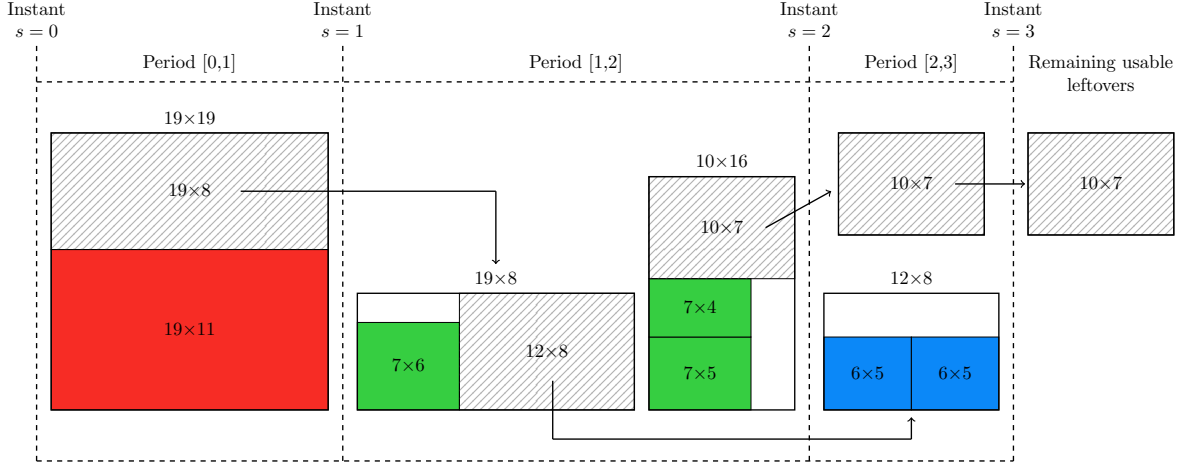 Instant
s = 0
Instant
s = 1
Instant
s = 2
Instant
s = 3
Period [0,1]
Period [1,2]
Period [2,3]
Remaining usable
leftovers
19×19
19×8
19×11
19×8
7×6
12×8
10×16
10×7
7×4
7×5
10×7
12×8
6×5
6×5
10×7